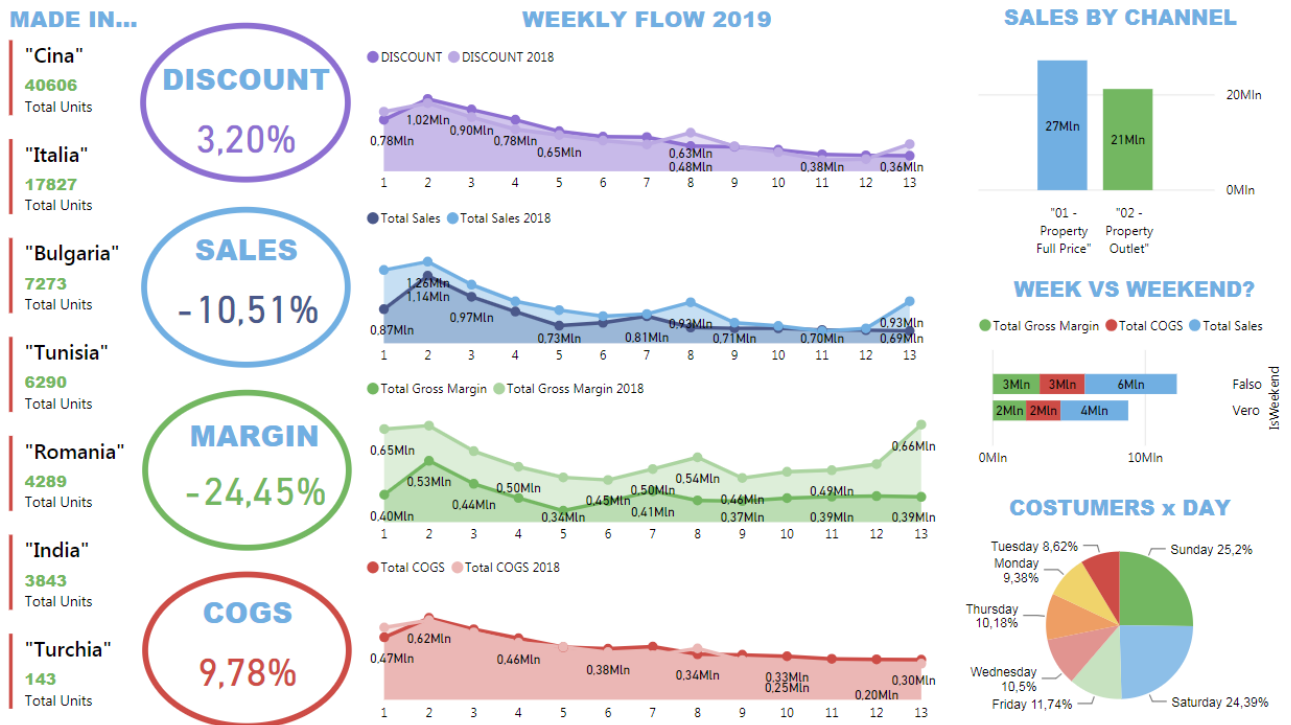 MADE IN...
"Cina"
40606
Total Units
"Italia"
17827
Total Units
"Bulgaria"
7273
Total Units
"Tunisia"
6290
Total Units
"Romania"
4289
Total Units
"India"
3843
Total Units
"Turchia"
143
Total Units
DISCOUNT
3,20%
SALES
-10,51%
MARGIN
-24,45%
COGS
9,78%
WEEKLY FLOW 2019
DISCOUNT DISCOUNT 2018
0,78Mln 1.02Mln 0,90Mln 0,78Mln 0,65Mln 0,63Mln 0,48Mln 0,38Mln 0,36Mln
1 2 3 4 5 6 7 8 9 10 11 12 13
Total Sales Total Sales 2018
0,87Mln 1,26Mln 1,14Mln 0,97Mln 0,73Mln 0,81Mln 0,93Mln 0,71Mln 0,70Mln 0,93Mln 0,69Mln
1 2 3 4 5 6 7 8 9 10 11 12 13
Total Gross Margin Total Gross Margin 2018
0,65Mln 0,40Mln 0,53Mln 0,44Mln 0,50Mln 0,34Mln 0,45Mln 0,50Mln 0,41Mln 0,54Mln 0,46Mln 0,37Mln 0,49Mln 0,39Mln 0,66Mln 0,39Mln
1 2 3 4 5 6 7 8 9 10 11 12 13
Total COGS Total COGS 2018
0,47Mln 0,62Mln 0,46Mln 0,38Mln 0,34Mln 0,33Mln 0,25Mln 0,20Mln 0,30Mln
1 2 3 4 5 6 7 8 9 10 11 12 13
SALES BY CHANNEL
20Mln
27Mln
21Mln
0Mln
"01 -
Property
Full Price"
"02 -
Property
Outlet"
WEEK VS WEEKEND?
Total Gross Margin Total COGS Total Sales
3Mln 3Mln 6Mln Falso
2Mln 2Mln 4Mln Vero
IsWeekend
0Mln 10Mln
COSTUMERS x DAY
Tuesday 8,62%
Monday
9,38%
Thursday
10,18%
Wednesday
10,5%
Friday 11,74%
Sunday 25,2%
Saturday 24,39%